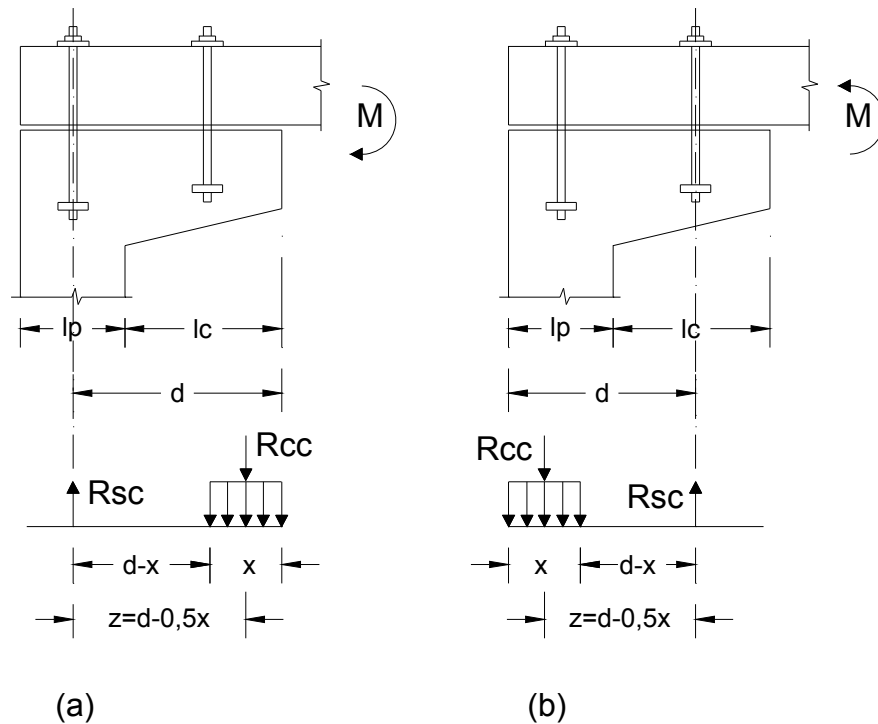 M
M
lp
lc
lp
lc
d
d
Rcc
Rcc
Rsc
Rsc
d-x
x
x
d-x
z=d-0,5x
z=d-0,5x
(a)
(b)